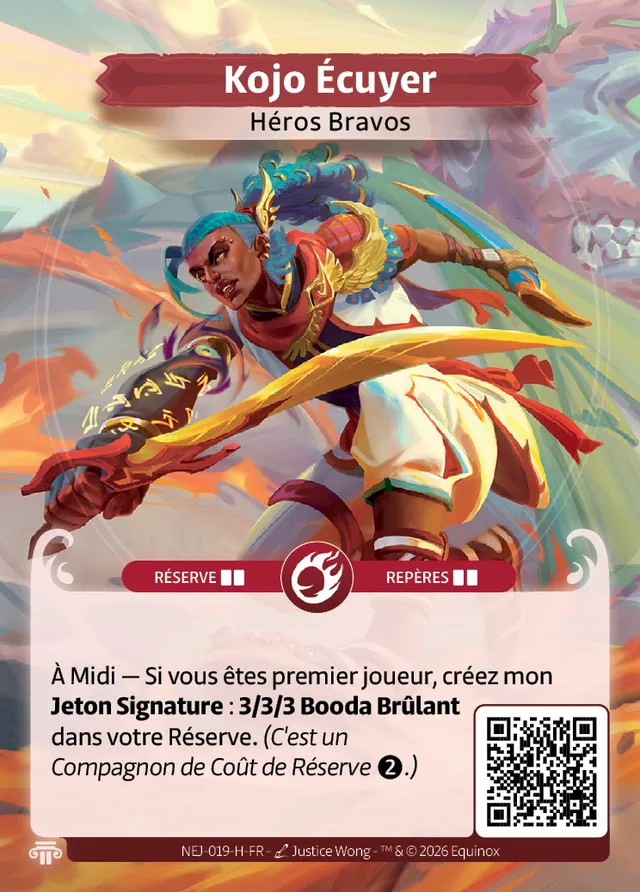 Kojo Écuyer
Héros Bravos
RÉSERVE
REPÈRES
À Midi — Si vous êtes premier joueur, créez mon
Jeton Signature : 3/3/3 Booda Brûlant
dans votre Réserve. (C'est un
Compagnon de Coût de Réserve 2.)
NEJ-019-H-FR - Justice Wong - ™ & © 2026 Equinox